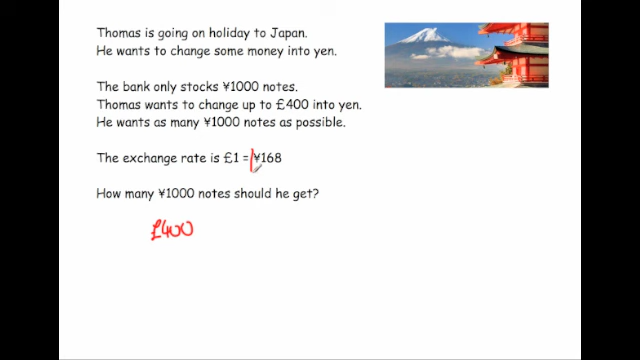 Thomas is going on holiday to Japan.
He wants to change some money into yen.
The bank only stocks ¥1000 notes.
Thomas wants to change up to £400 into yen.
He wants as many ¥1000 notes as possible.
The exchange rate is £1 = ¥168
How many ¥1000 notes should he get?
£400